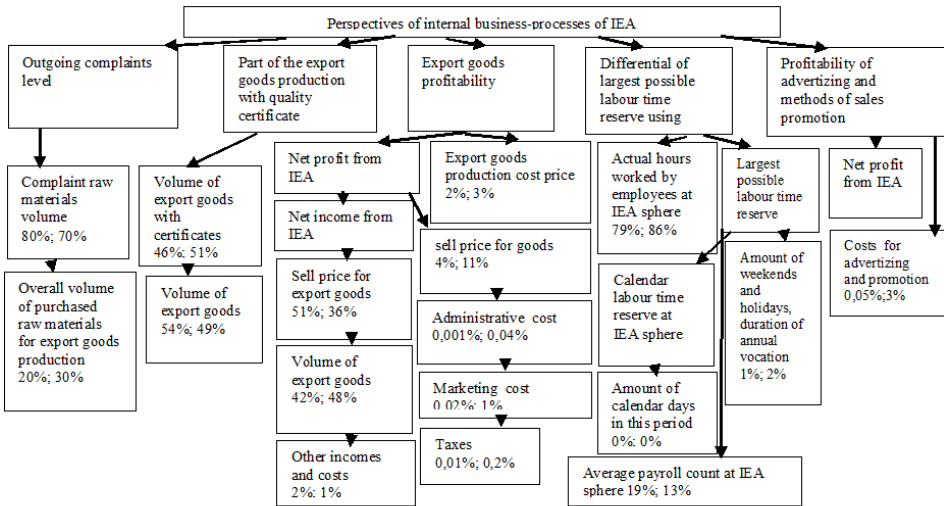 Perspectives of internal business-processes of IEA
Outgoing complaints
level
Part of the export
goods production
with quality
certificate
Export goods
profitability
Differential of
largest possible
labour time
reserve using
Profitability of
advertizing and
methods of sales
promotion
Complaint raw
materials
volume
80%; 70%
Overall volume
of purchased
raw materials
for export goods
production
20%; 30%
Volume of
export goods
with
certificates
46%; 51%
Volume of
export goods
54%; 49%
Net profit from
IEA
Net income from
IEA
Sell price for
export goods
51%; 36%
Volume of
export goods
42%; 48%
Other incomes
and costs
2%: 1%
Export goods
production cost price
2%; 3%
sell price for goods
4%; 11%
Administrative cost
0,001%; 0,04%
Marketing cost
0,02%; 1%
Taxes
0,01%; 0,2%
Actual hours
worked by
employees at
IEA sphere
79%; 86%
Calendar
labour time
reserve at
IEA sphere
Amount of
calendar days
in this period
0%: 0%
Average payroll count at IEA
sphere 19%; 13%
Largest
possible
labour time
reserve
Amount of
weekends
and
holidays,
duration of
annual
vocation
1%; 2%
Net profit
from IEA
Costs for
advertizing
and
promotion
0,05%;3%